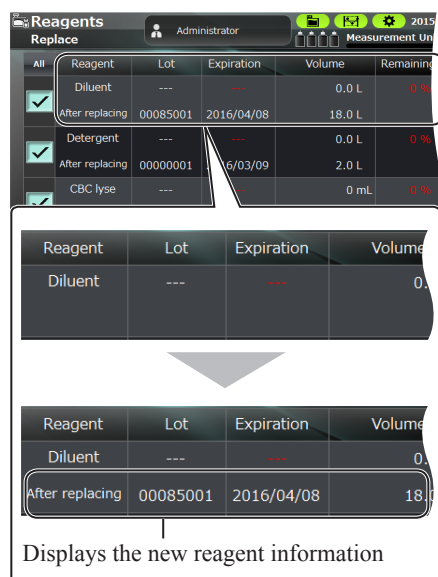 Reagents
Administrator
2015
Replace
Measurement Un
All Reagent Lot Expiration Volume Remaining
Diluent --- --- 0.0 L 0 %
After replacing 00085001 2016/04/08 18.0 L
Detergent --- --- 0.0 L 0 %
After replacing 00000001 6/03/09 2.0 L
CBC lyse --- --- 0 mL 0 %
Reagent Lot Expiration Volume
Diluent --- --- 0.
Reagent Lot Expiration Volume
Diluent --- --- 0.
After replacing 00085001 2016/04/08 18.0
Displays the new reagent information